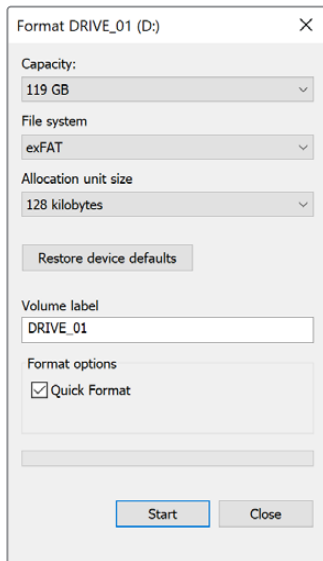 Format DRIVE_01 (D:)
Capacity:
119 GB
File system
exFAT
Allocation unit size
128 kilobytes
Restore device defaults
Volume label
DRIVE_01
Format options
Quick Format
Start Close